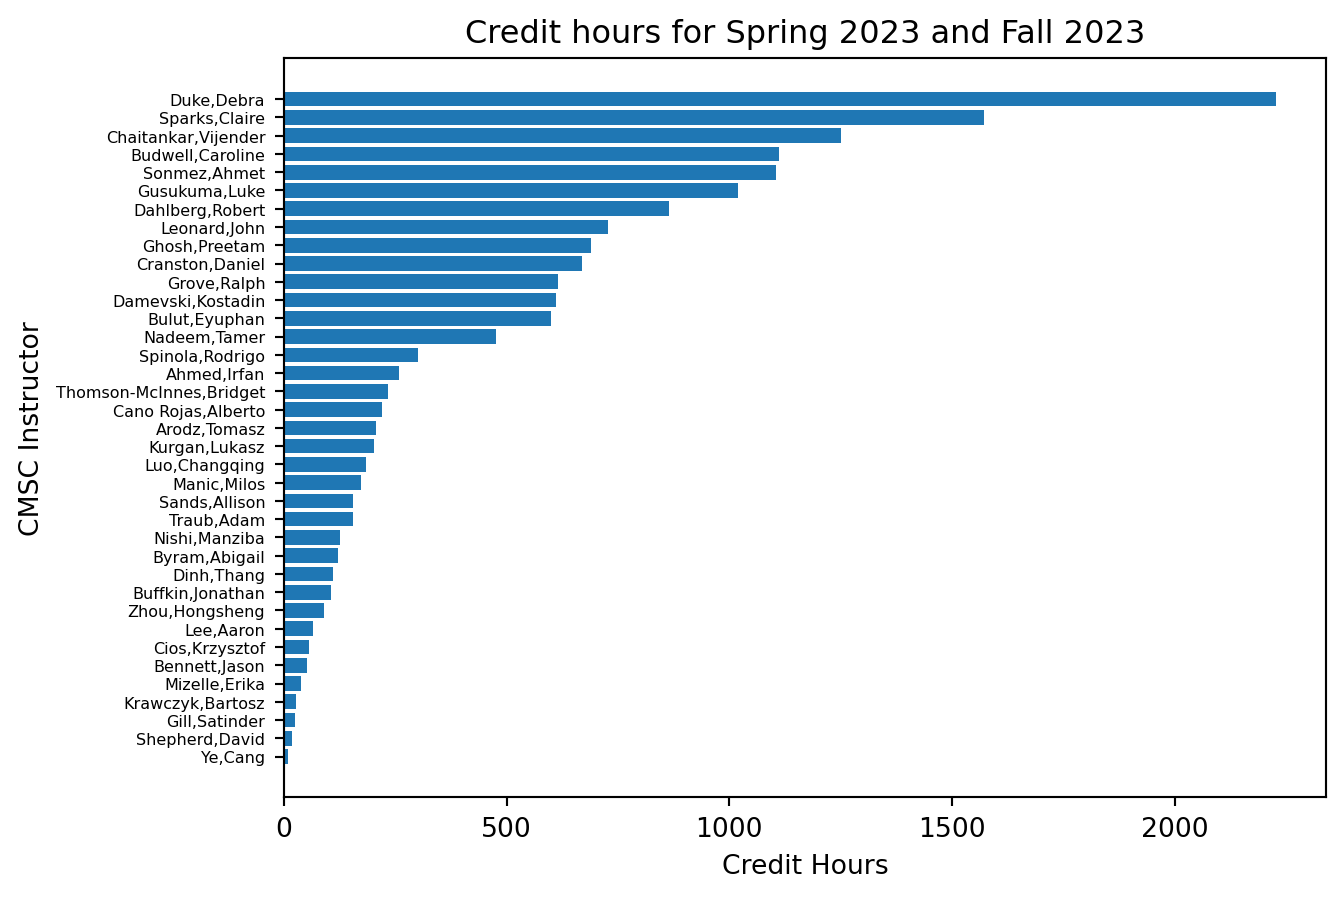 Credit hours for Spring 2023 and Fall 2023
CMSC Instructor
Duke,Debra
Sparks,Claire
Chaitankar,Vijender
Budwell,Caroline
Sonmez,Ahmet
Gusukuma,Luke
Dahlberg,Robert
Leonard,John
Ghosh,Preetam
Cranston,Daniel
Grove,Ralph
Damevski,Kostadin
Bulut,Eyuphan
Nadeem,Tamer
Spinola,Rodrigo
Ahmed,Irfan
Thomson-McInnes,Bridget
Cano Rojas,Alberto
Arodz,Tomasz
Kurgan,Lukasz
Luo,Changqing
Manic,Milos
Sands,Allison
Traub,Adam
Nishi,Manziba
Byram,Abigail
Dinh,Thang
Buffkin,Jonathan
Zhou,Hongsheng
Lee,Aaron
Cios,Krzysztof
Bennett,Jason
Mizelle,Erika
Krawczyk,Bartosz
Gill,Satinder
Shepherd,David
Ye,Cang
0 500 1000 1500 2000
Credit Hours